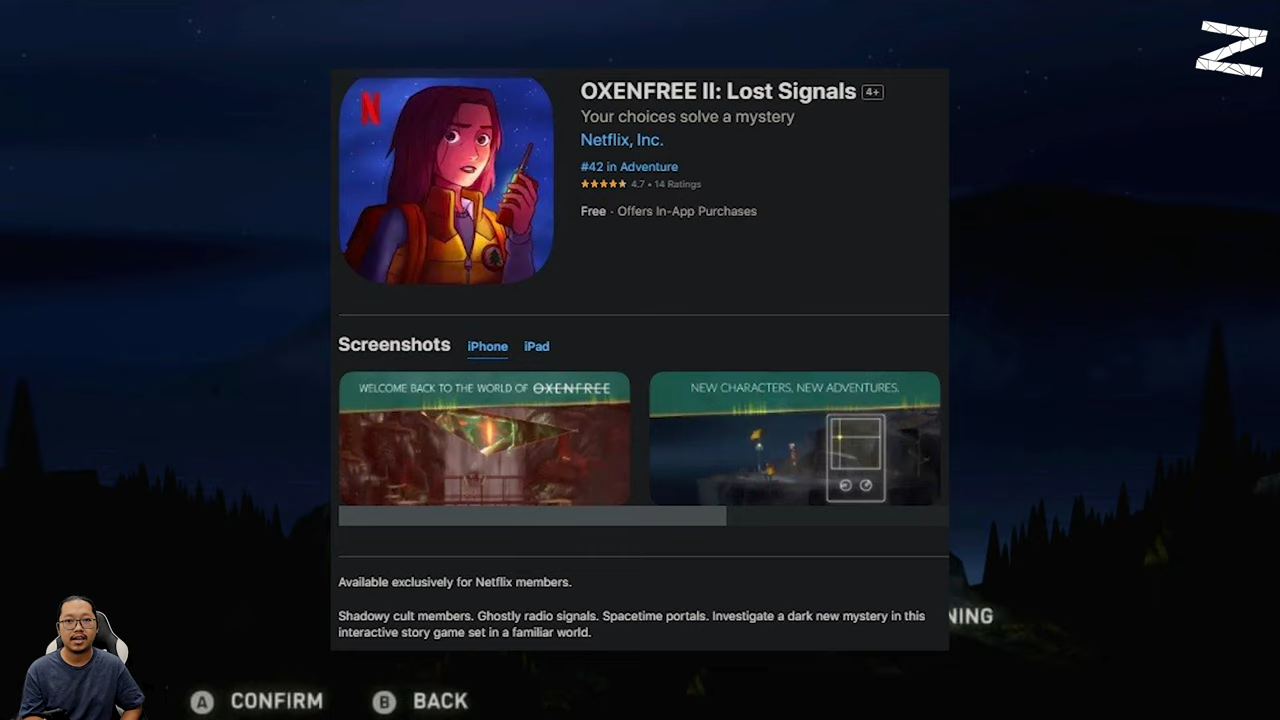 Z
N
OXENFREE II: Lost Signals 4+
Your choices solve a mystery
Netflix, Inc.
#42 in Adventure
4.7 • 14 Ratings
Free · Offers In-App Purchases
Screenshots iPhone iPad
WELCOME BACK TO THE WORLD OF OXENFREE
NEW CHARACTERS, NEW ADVENTURES.
Available exclusively for Netflix members.
Shadowy cult members. Ghostly radio signals. Spacetime portals. Investigate a dark new mystery in this
interactive story game set in a familiar world.
NING
A CONFIRM B BACK